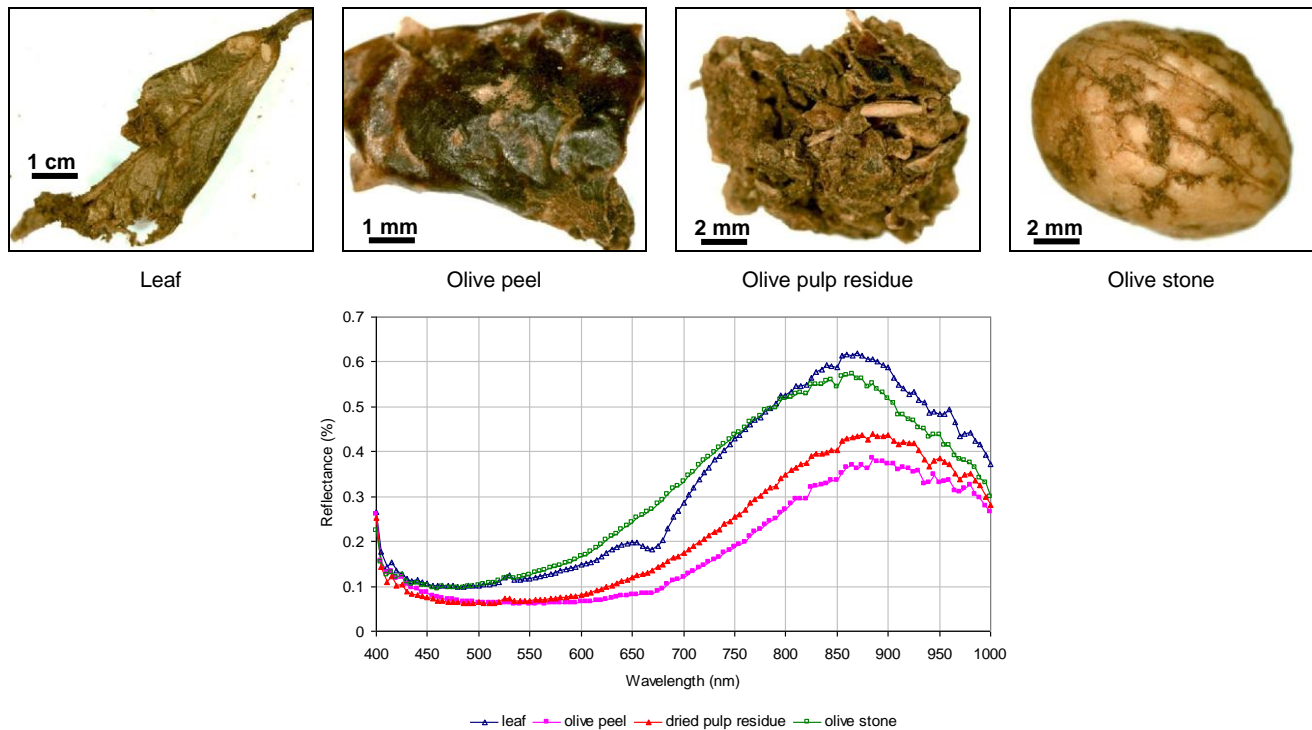 1 cm
1 mm
2 mm
2 mm
Leaf
Olive peel
Olive pulp residue
Olive stone
0.7
0.6
0.5
0.4
0.3
0.2
0.1
0
Reflectance (%)
400 450 500 550 600 650 700 750 800 850 900 950 1000
Wavelength (nm)
leaf olive peel dried pulp residue olive stone